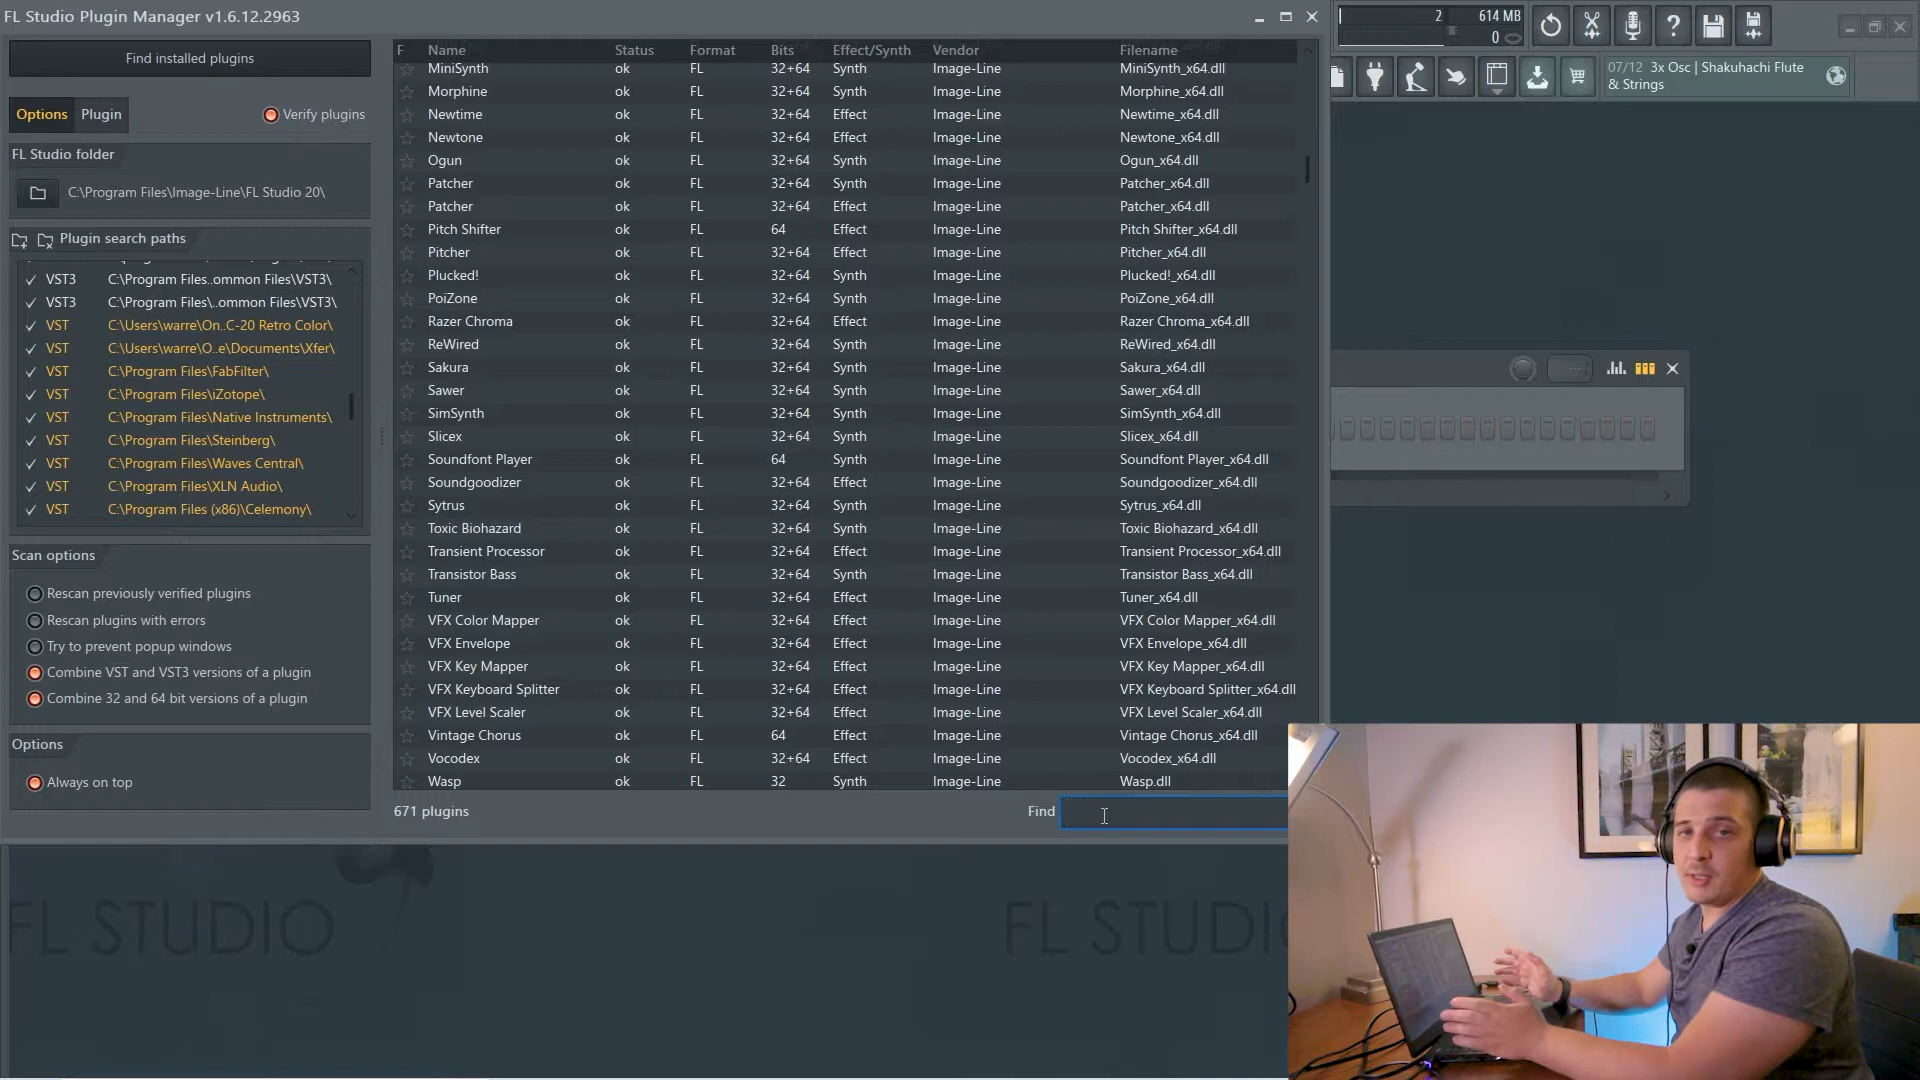 FL Studio Plugin Manager v1.6.12.2963
Find installed plugins
Options Plugin Verify plugins
FL Studio folder
C:\Program Files\Image-Line\FL Studio 20\
Plugin search paths
VST3 C:\Program Files..ommon Files\VST3\
VST3 C:\Program Files\..ommon Files\VST3\
VST C:\Users\warre\On..C-20 Retro Color\
VST C:\Users\warre\O..e\Documents\Xfer\
VST C:\Program Files\FabFilter\
VST C:\Program Files\iZotope\
VST C:\Program Files\Native Instruments\
VST C:\Program Files\Steinberg\
VST C:\Program Files\Waves Central\
VST C:\Program Files\XLN Audio\
VST C:\Program Files (x86)\Celemony\
Scan options
Rescan previously verified plugins
Rescan plugins with errors
Try to prevent popup windows
Combine VST and VST3 versions of a plugin
Combine 32 and 64 bit versions of a plugin
Options
Always on top
F Name Status Format Bits Effect/Synth Vendor Filename
MiniSynth ok FL 32+64 Synth Image-Line MiniSynth_x64.dll
Morphine ok FL 32+64 Synth Image-Line Morphine_x64.dll
Newtime ok FL 32+64 Effect Image-Line Newtime_x64.dll
Newtone ok FL 32+64 Effect Image-Line Newtone_x64.dll
Ogun ok FL 32+64 Synth Image-Line Ogun_x64.dll
Patcher ok FL 32+64 Synth Image-Line Patcher_x64.dll
Patcher ok FL 32+64 Effect Image-Line Patcher_x64.dll
Pitch Shifter ok FL 64 Effect Image-Line Pitch Shifter_x64.dll
Pitcher ok FL 32+64 Effect Image-Line Pitcher_x64.dll
Plucked! ok FL 32+64 Synth Image-Line Plucked!_x64.dll
PoiZone ok FL 32+64 Synth Image-Line PoiZone_x64.dll
Razer Chroma ok FL 32+64 Effect Image-Line Razer Chroma_x64.dll
ReWired ok FL 32+64 Synth Image-Line ReWired_x64.dll
Sakura ok FL 32+64 Synth Image-Line Sakura_x64.dll
Sawer ok FL 32+64 Synth Image-Line Sawer_x64.dll
SimSynth ok FL 32+64 Synth Image-Line SimSynth_x64.dll
Slicex ok FL 32+64 Synth Image-Line Slicex_x64.dll
Soundfont Player ok FL 64 Synth Image-Line Soundfont Player_x64.dll
Soundgoodizer ok FL 32+64 Effect Image-Line Soundgoodizer_x64.dll
Sytrus ok FL 32+64 Synth Image-Line Sytrus_x64.dll
Toxic Biohazard ok FL 32+64 Synth Image-Line Toxic Biohazard_x64.dll
Transient Processor ok FL 32+64 Effect Image-Line Transient Processor_x64.dll
Transistor Bass ok FL 32+64 Synth Image-Line Transistor Bass_x64.dll
Tuner ok FL 32+64 Effect Image-Line Tuner_x64.dll
VFX Color Mapper ok FL 32+64 Effect Image-Line VFX Color Mapper_x64.dll
VFX Envelope ok FL 32+64 Effect Image-Line VFX Envelope_x64.dll
VFX Key Mapper ok FL 32+64 Effect Image-Line VFX Key Mapper_x64.dll
VFX Keyboard Splitter ok FL 32+64 Effect Image-Line VFX Keyboard Splitter_x64.dll
VFX Level Scaler ok FL 32+64 Effect Image-Line VFX Level Scaler_x64.dll
Vintage Chorus ok FL 64 Effect Image-Line Vintage Chorus_x64.dll
Vocodex ok FL 32+64 Effect Image-Line Vocodex_x64.dll
Wasp ok FL 32 Synth Image-Line Wasp.dll
671 plugins Find
2 614 MB
0
07/12 3x Osc | Shakuhachi Flute
& Strings
FL STUDIO
FL STUDIO